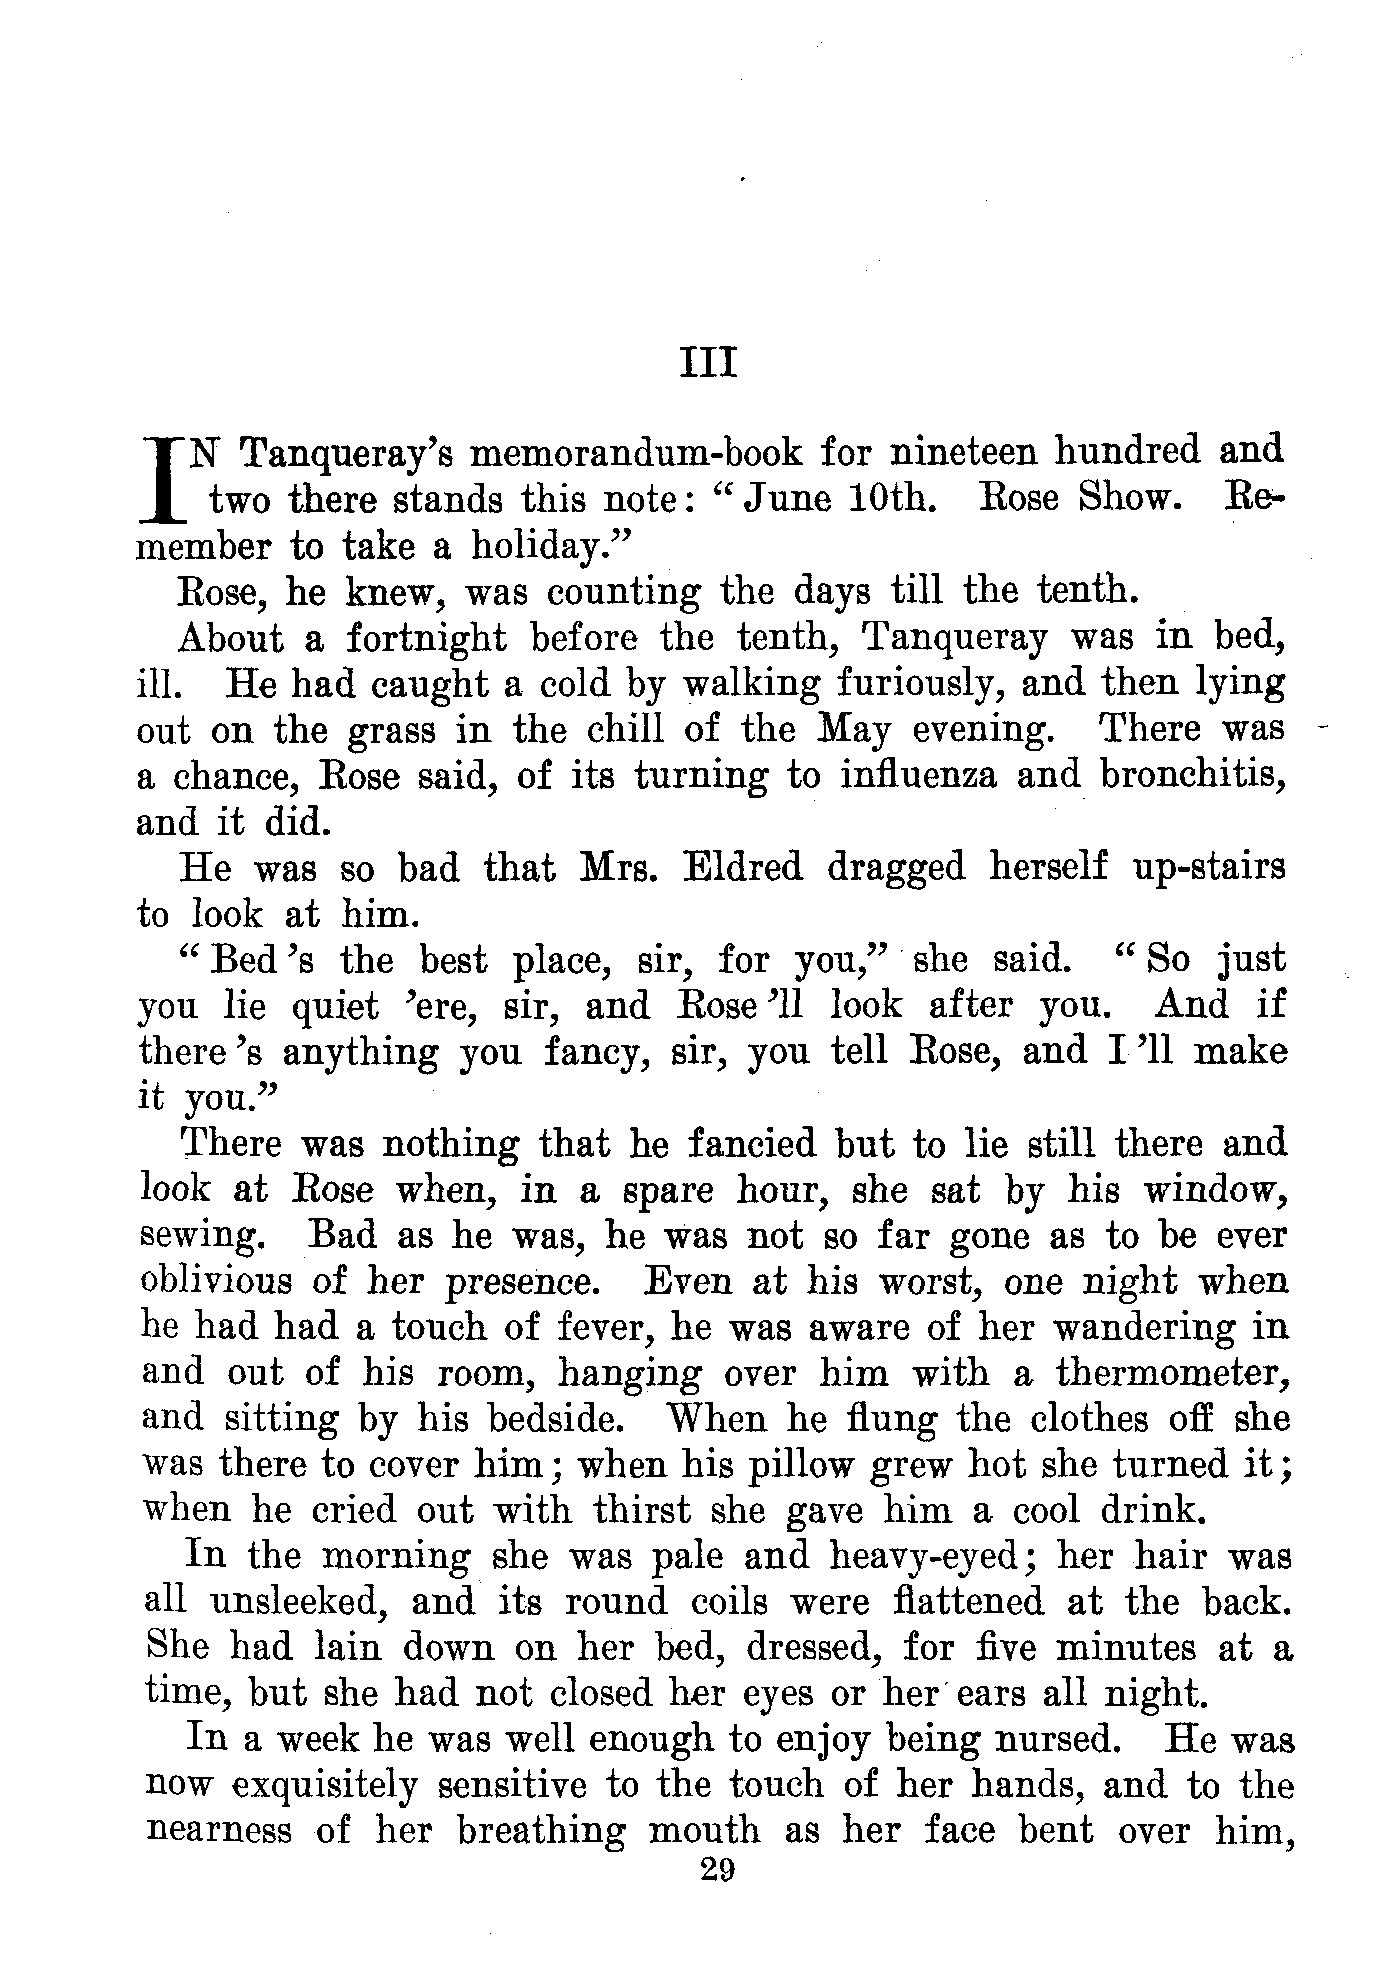 III
IN Tanqueray's memorandum-book for nineteen hundred and
two there stands this note: "June 10th. Rose Show. Re-
member to take a holiday."
Rose, he knew, was counting the days till the tenth.
About a fortnight before the tenth, Tanqueray was in bed,
ill. He had caught a cold by walking furiously, and then lying
out on the grass in the chill of the May evening. There was
a chance, Rose said, of its turning to influenza and bronchitis,
and it did.
He was so bad that Mrs. Eldred dragged herself up-stairs
to look at him.
"Bed 's the best place, sir, for you," she said. "So just
you lie quiet 'ere, sir, and Rose 'll look after you. And if
there 's anything you fancy, sir, you tell Rose, and I 'll make
it you."
There was nothing that he fancied but to lie still there and
look at Rose when, in a spare hour, she sat by his window,
sewing. Bad as he was, he was not so far gone as to be ever
oblivious of her presence. Even at his worst, one night when
he had had a touch of fever, he was aware of her wandering in
and out of his room, hanging over him with a thermometer,
and sitting by his bedside. When he flung the clothes off she
was there to cover him; when his pillow grew hot she turned it;
when he cried out with thirst she gave him a cool drink.
In the morning she was pale and heavy-eyed; her hair was
all unsleeked, and its round coils were flattened at the back.
She had lain down on her bed, dressed, for five minutes at a
time, but she had not closed her eyes or her ears all night.
In a week he was well enough to enjoy being nursed. He was
now exquisitely sensitive to the touch of her hands, and to the
nearness of her breathing mouth as her face bent over him,
29